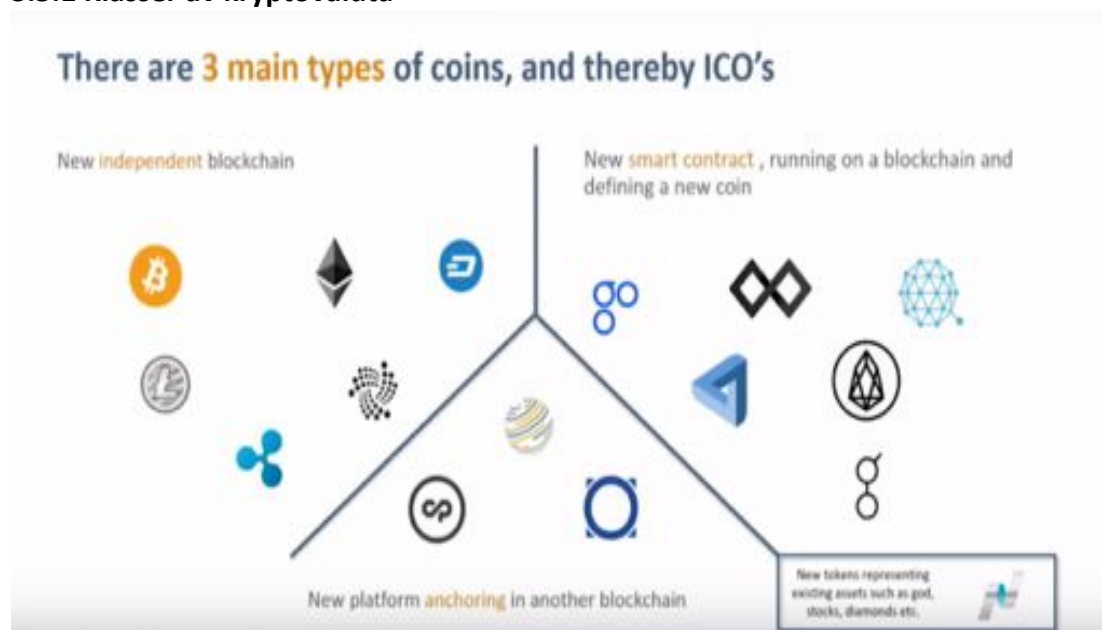 There are 3 main types of coins, and thereby ICO's
New independent blockchain
New smart contract , running on a blockchain and
defining a new coin
New platform anchoring in another blockchain
New tokens representing
existing assets such as god,
stocks, diamonds etc.